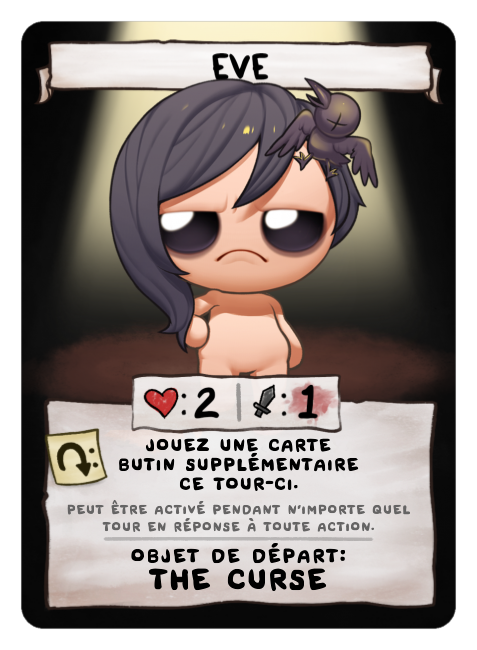 EVE
:2 | :1
JOUEZ UNE CARTE
BUTIN SUPPLÉMENTAIRE
CE TOUR-CI.
PEUT ÊTRE ACTIVÉ PENDANT N'IMPORTE QUEL
TOUR EN RÉPONSE À TOUTE ACTION.
OBJET DE DÉPART:
THE CURSE